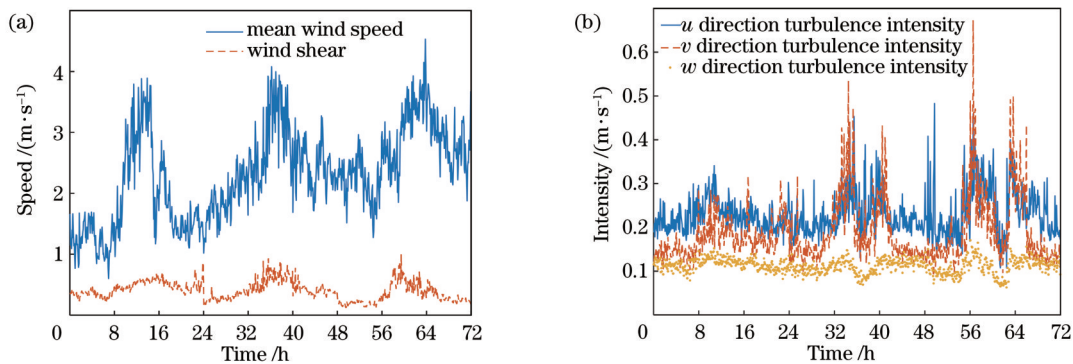 (a)
mean wind speed
wind shear
Speed /(m·s⁻¹)
4
3
2
1
0 8 16 24 32 40 48 56 64 72
Time /h
(b)
u direction turbulence intensity
v direction turbulence intensity
w direction turbulence intensity
Intensity /(m·s⁻¹)
0.6
0.5
0.4
0.3
0.2
0.1
0 8 16 24 32 40 48 56 64 72
Time /h